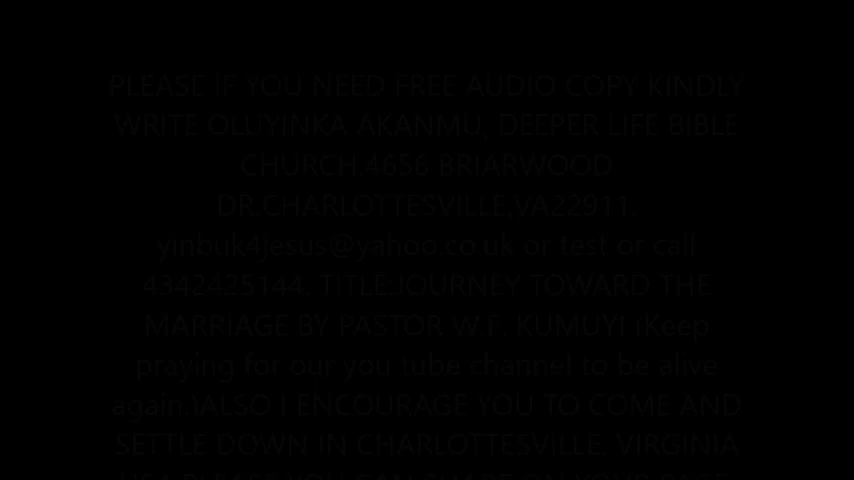 PLEASE IF YOU NEED FREE AUDIO COPY KINDLY
WRITE OLUYINKA AKANMU, DEEPER LIFE BIBLE
CHURCH.4656 BRIARWOOD
DR.CHARLOTTESVILLE,VA22911.
yinbuk4jesus@yahoo.co.uk or test or call
4342425144. TITLE:JOURNEY TOWARD THE
MARRIAGE BY PASTOR W.F. KUMUYI (Keep
praying for our you tube channel to be alive
again.)ALSO I ENCOURAGE YOU TO COME AND
SETTLE DOWN IN CHARLOTTESVILLE, VIRGINIA